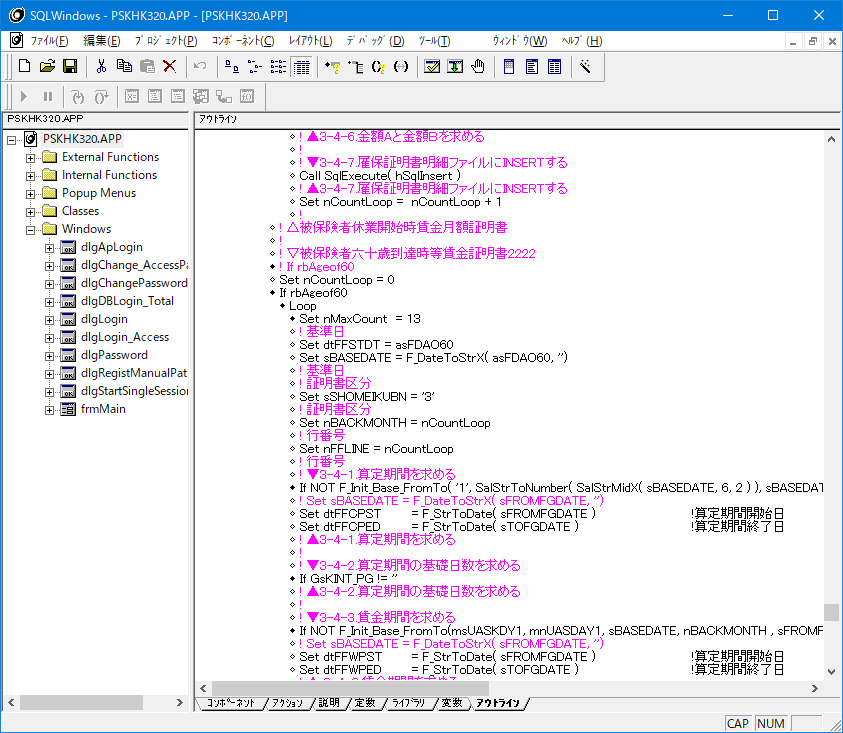 SQLWindows - PSKHK320.APP - [PSKHK320.APP]
ﾌｧｲﾙ(F) 編集(E) ﾌﾟﾛｼﾞｪｸﾄ(P) ｺﾝﾎﾟｰﾈﾝﾄ(C) ﾚｲｱｳﾄ(L) ﾃﾞﾊﾞｯｸﾞ(D) ﾂｰﾙ(T) ｳｨﾝﾄﾞｳ(W) ﾍﾙﾌﾟ(H)
PSKHK320.APP
PSKHK320.APP
External Functions
Internal Functions
Popup Menus
Classes
Windows
dlgApLogin
dlgChange_AccessPa
dlgChangePassword
dlgDBLogin_Total
dlgLogin
dlgLogin_Access
dlgPassword
dlgRegistManualPat
dlgStartSingleSession
frmMain
ｱｳﾄﾗｲﾝ
! ▲3-4-6.金額Aと金額Bを求める
!
! ▼3-4-7.雇保証明書明細ファイルにINSERTする
Call SqlExecute( hSqlInsert )
! ▲3-4-7.雇保証明書明細ファイルにINSERTする
Set nCountLoop = nCountLoop + 1
!
! △被保険者休業開始時賃金月額証明書
!
! ▽被保険者六十歳到達時等賃金証明書2222
! If rbAgeof60
Set nCountLoop = 0
If rbAgeof60
Loop
Set nMaxCount = 13
! 基準日
Set dtFFSTDT = asFDAO60
Set sBASEDATE = F_DateToStrX( asFDAO60, '')
! 基準日
! 証明書区分
Set sSHOMEIKUBN = '3'
! 証明書区分
Set nBACKMONTH = nCountLoop
! 行番号
Set nFFLINE = nCountLoop
! 行番号
! ▼3-4-1.算定期間を求める
If NOT F_Init_Base_FromTo( '1', SalStrToNumber( SalStrMidX( sBASEDATE, 6, 2 ) ), sBASEDAT
! Set sBASEDATE = F_DateToStrX( sFROMFGDATE, '')
Set dtFFCPST = F_StrToDate( sFROMFGDATE ) !算定期間開始日
Set dtFFCPED = F_StrToDate( sTOFGDATE ) !算定期間終了日
! ▲3-4-1.算定期間を求める
!
! ▼3-4-2.算定期間の基礎日数を求める
If GsKINT_PG != ''
! ▲3-4-2.算定期間の基礎日数を求める
!
! ▼3-4-3.賃金期間を求める
If NOT F_Init_Base_FromTo(msUASKDY1, mnUASDAY1, sBASEDATE, nBACKMONTH , sFROMF
! Set sBASEDATE = F_DateToStrX( sFROMFGDATE, '')
Set dtFFWPST = F_StrToDate( sFROMFGDATE ) !算定期間開始日
Set dtFFWPED = F_StrToDate( sTOFGDATE ) !算定期間終了日
ｺﾝﾎﾟｰﾈﾝﾄ ｱｸｼｮﾝ 説明 定数 ﾗｲﾌﾞﾗﾘ 変数 ｱｳﾄﾗｲﾝ
CAP NUM